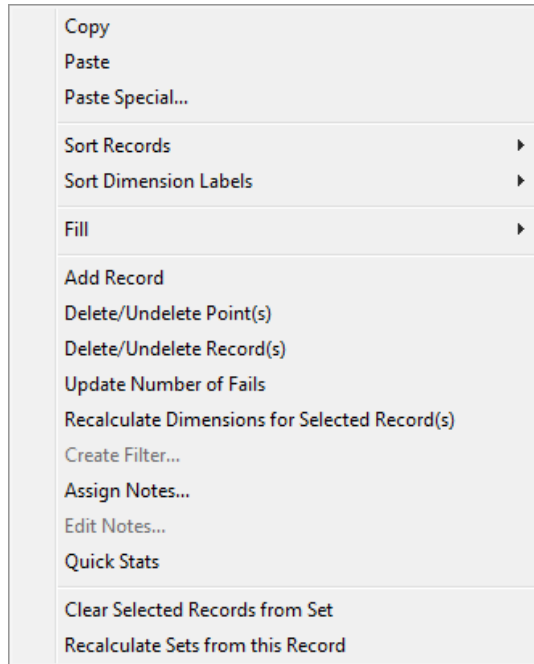 Copy
Paste
Paste Special...
Sort Records
Sort Dimension Labels
Fill
Add Record
Delete/Undelete Point(s)
Delete/Undelete Record(s)
Update Number of Fails
Recalculate Dimensions for Selected Record(s)
Create Filter...
Assign Notes...
Edit Notes...
Quick Stats
Clear Selected Records from Set
Recalculate Sets from this Record